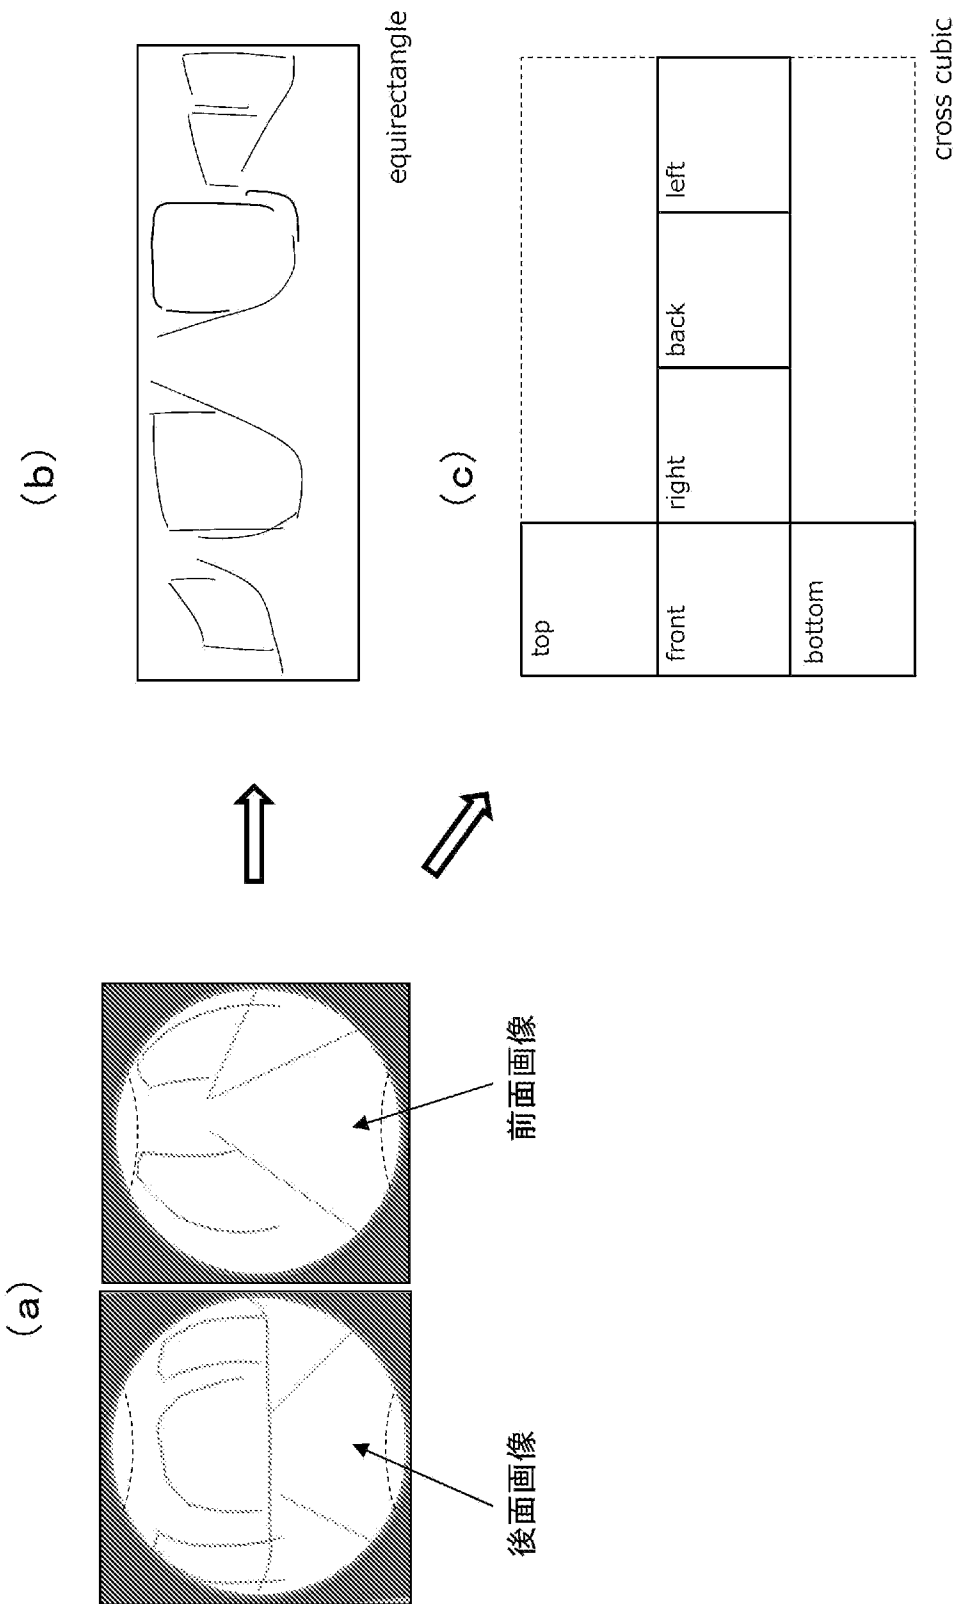 (a)
後面画像
前面画像
(b)
equirectangle
(c)
top
front
right
back
left
bottom
cross cubic